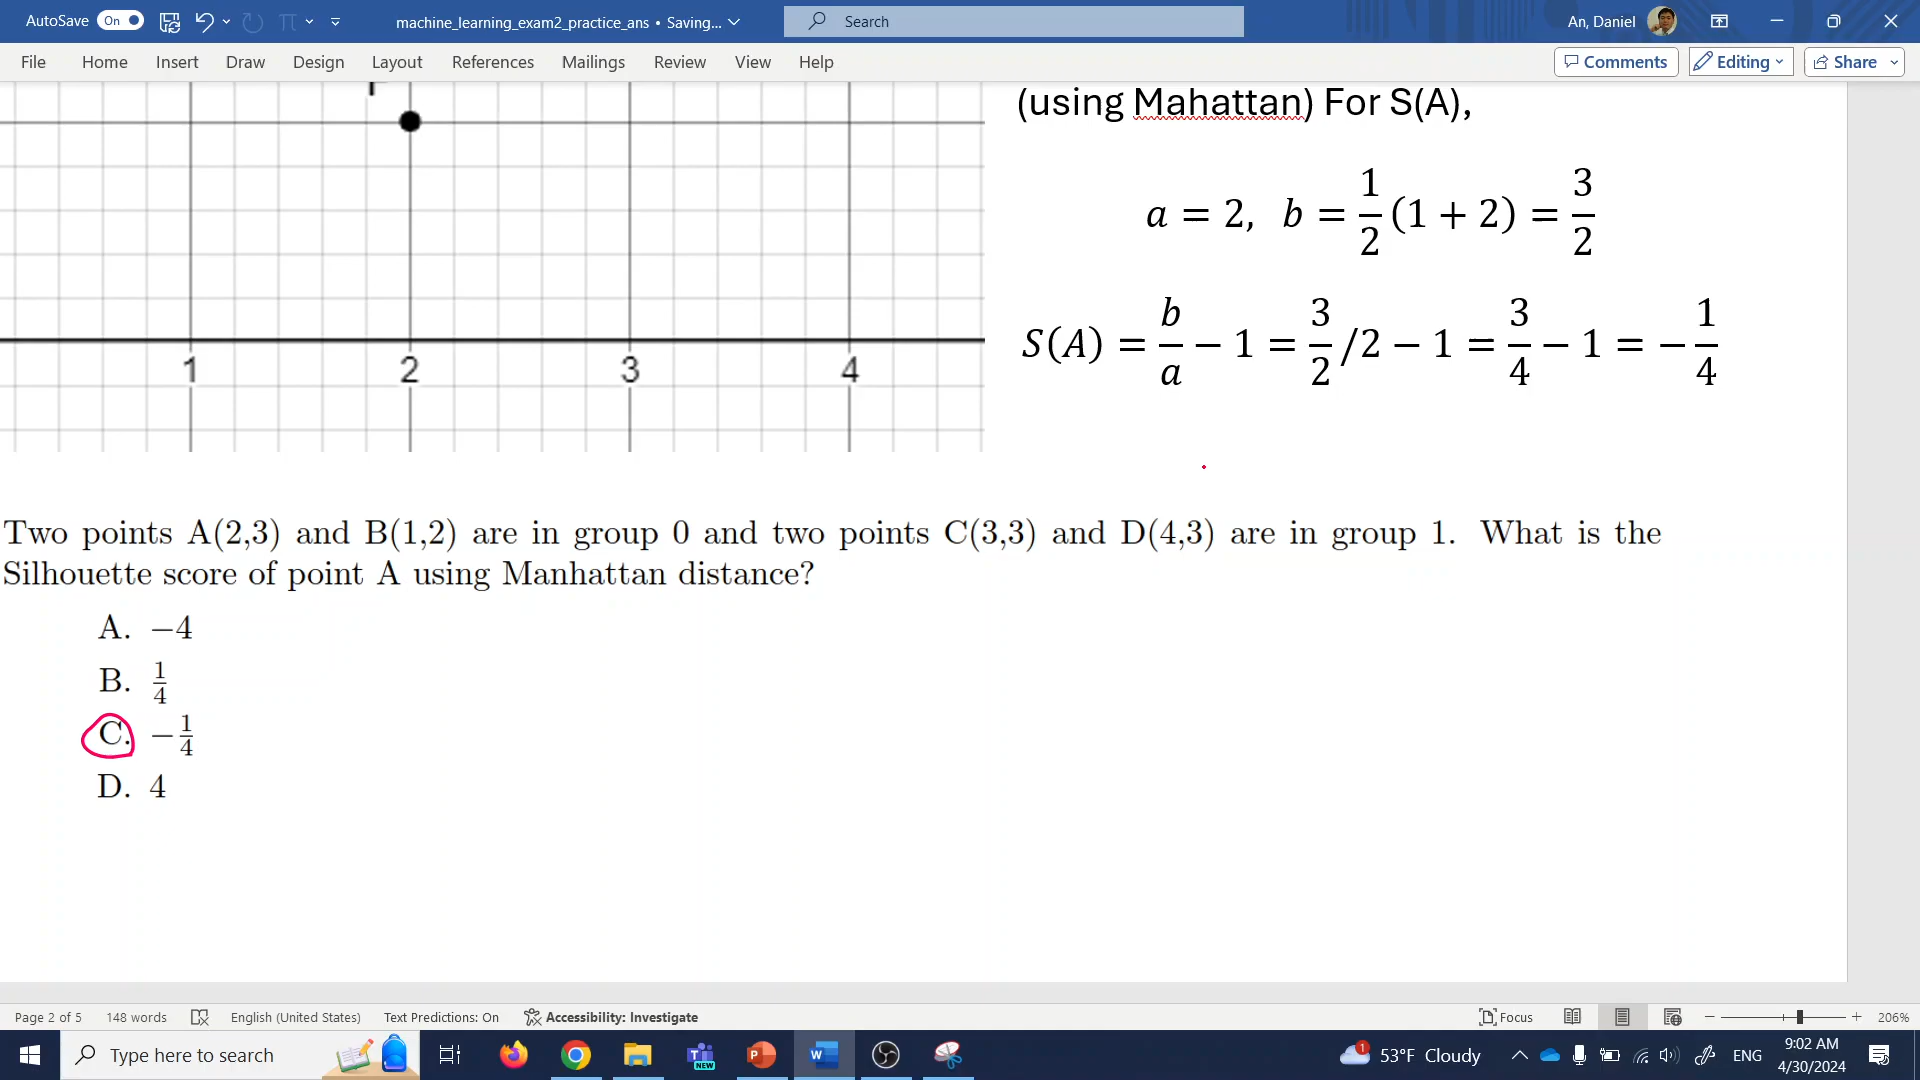 AutoSave On machine_learning_exam2_practice_ans • Saving... Search An, Daniel
File Home Insert Draw Design Layout References Mailings Review View Help Comments Editing Share
(using Mahattan) For S(A),
a = 2, b = 1/2 (1 + 2) = 3/2
S(A) = b/a − 1 = 3/2 /2 − 1 = 3/4 − 1 = − 1/4
1 2 3 4
Two points A(2,3) and B(1,2) are in group 0 and two points C(3,3) and D(4,3) are in group 1. What is the
Silhouette score of point A using Manhattan distance?
A. −4
B. 1/4
C. −1/4
D. 4
Page 2 of 5 148 words English (United States) Text Predictions: On Accessibility: Investigate Focus 206%
Type here to search NEW 1 53°F Cloudy ENG 9:02 AM
4/30/2024